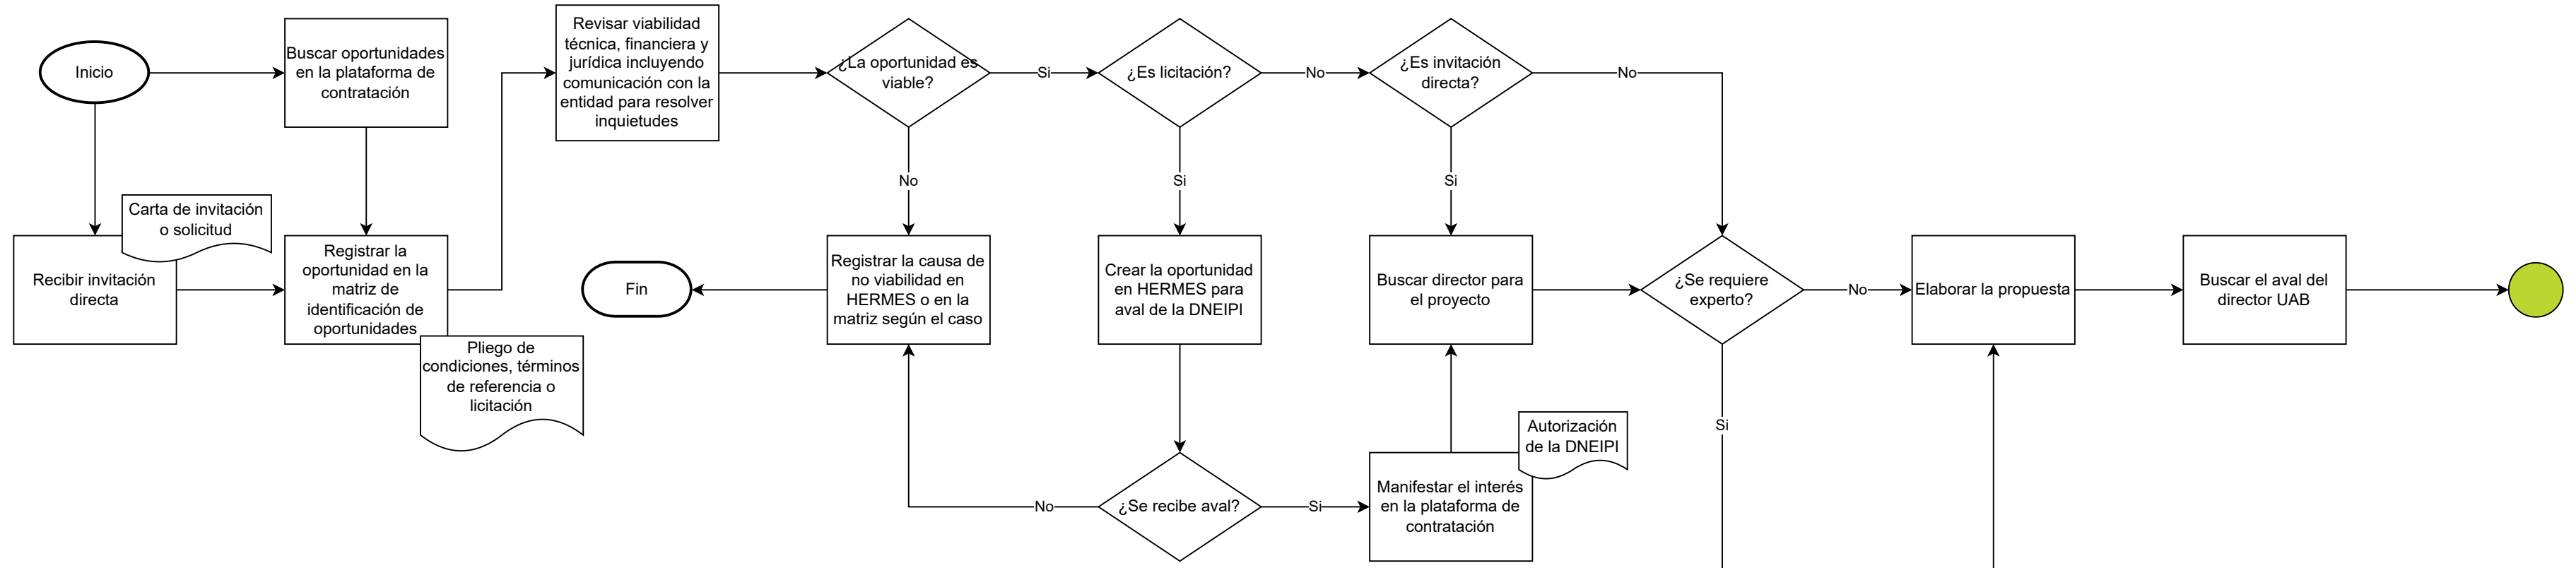 Inicio
Buscar oportunidades
en la plataforma de
contratación
Revisar viabilidad
técnica, financiera y
jurídica incluyendo
comunicación con la
entidad para resolver
inquietudes
¿La oportunidad es
viable?
Si
¿Es licitación?
No
¿Es invitación
directa?
No
No
Si
Si
Carta de invitación
o solicitud
Recibir invitación
directa
Registrar la
oportunidad en la
matriz de
identificación de
oportunidades
Pliego de
condiciones, términos
de referencia o
licitación
Fin
Registrar la causa de
no viabilidad en
HERMES o en la
matriz según el caso
Crear la oportunidad
en HERMES para
aval de la DNEIPI
Buscar director para
el proyecto
¿Se requiere
experto?
No
Elaborar la propuesta
Buscar el aval del
director UAB
Si
No
¿Se recibe aval?
Si
Manifestar el interés
en la plataforma de
contratación
Autorización
de la DNEIPI